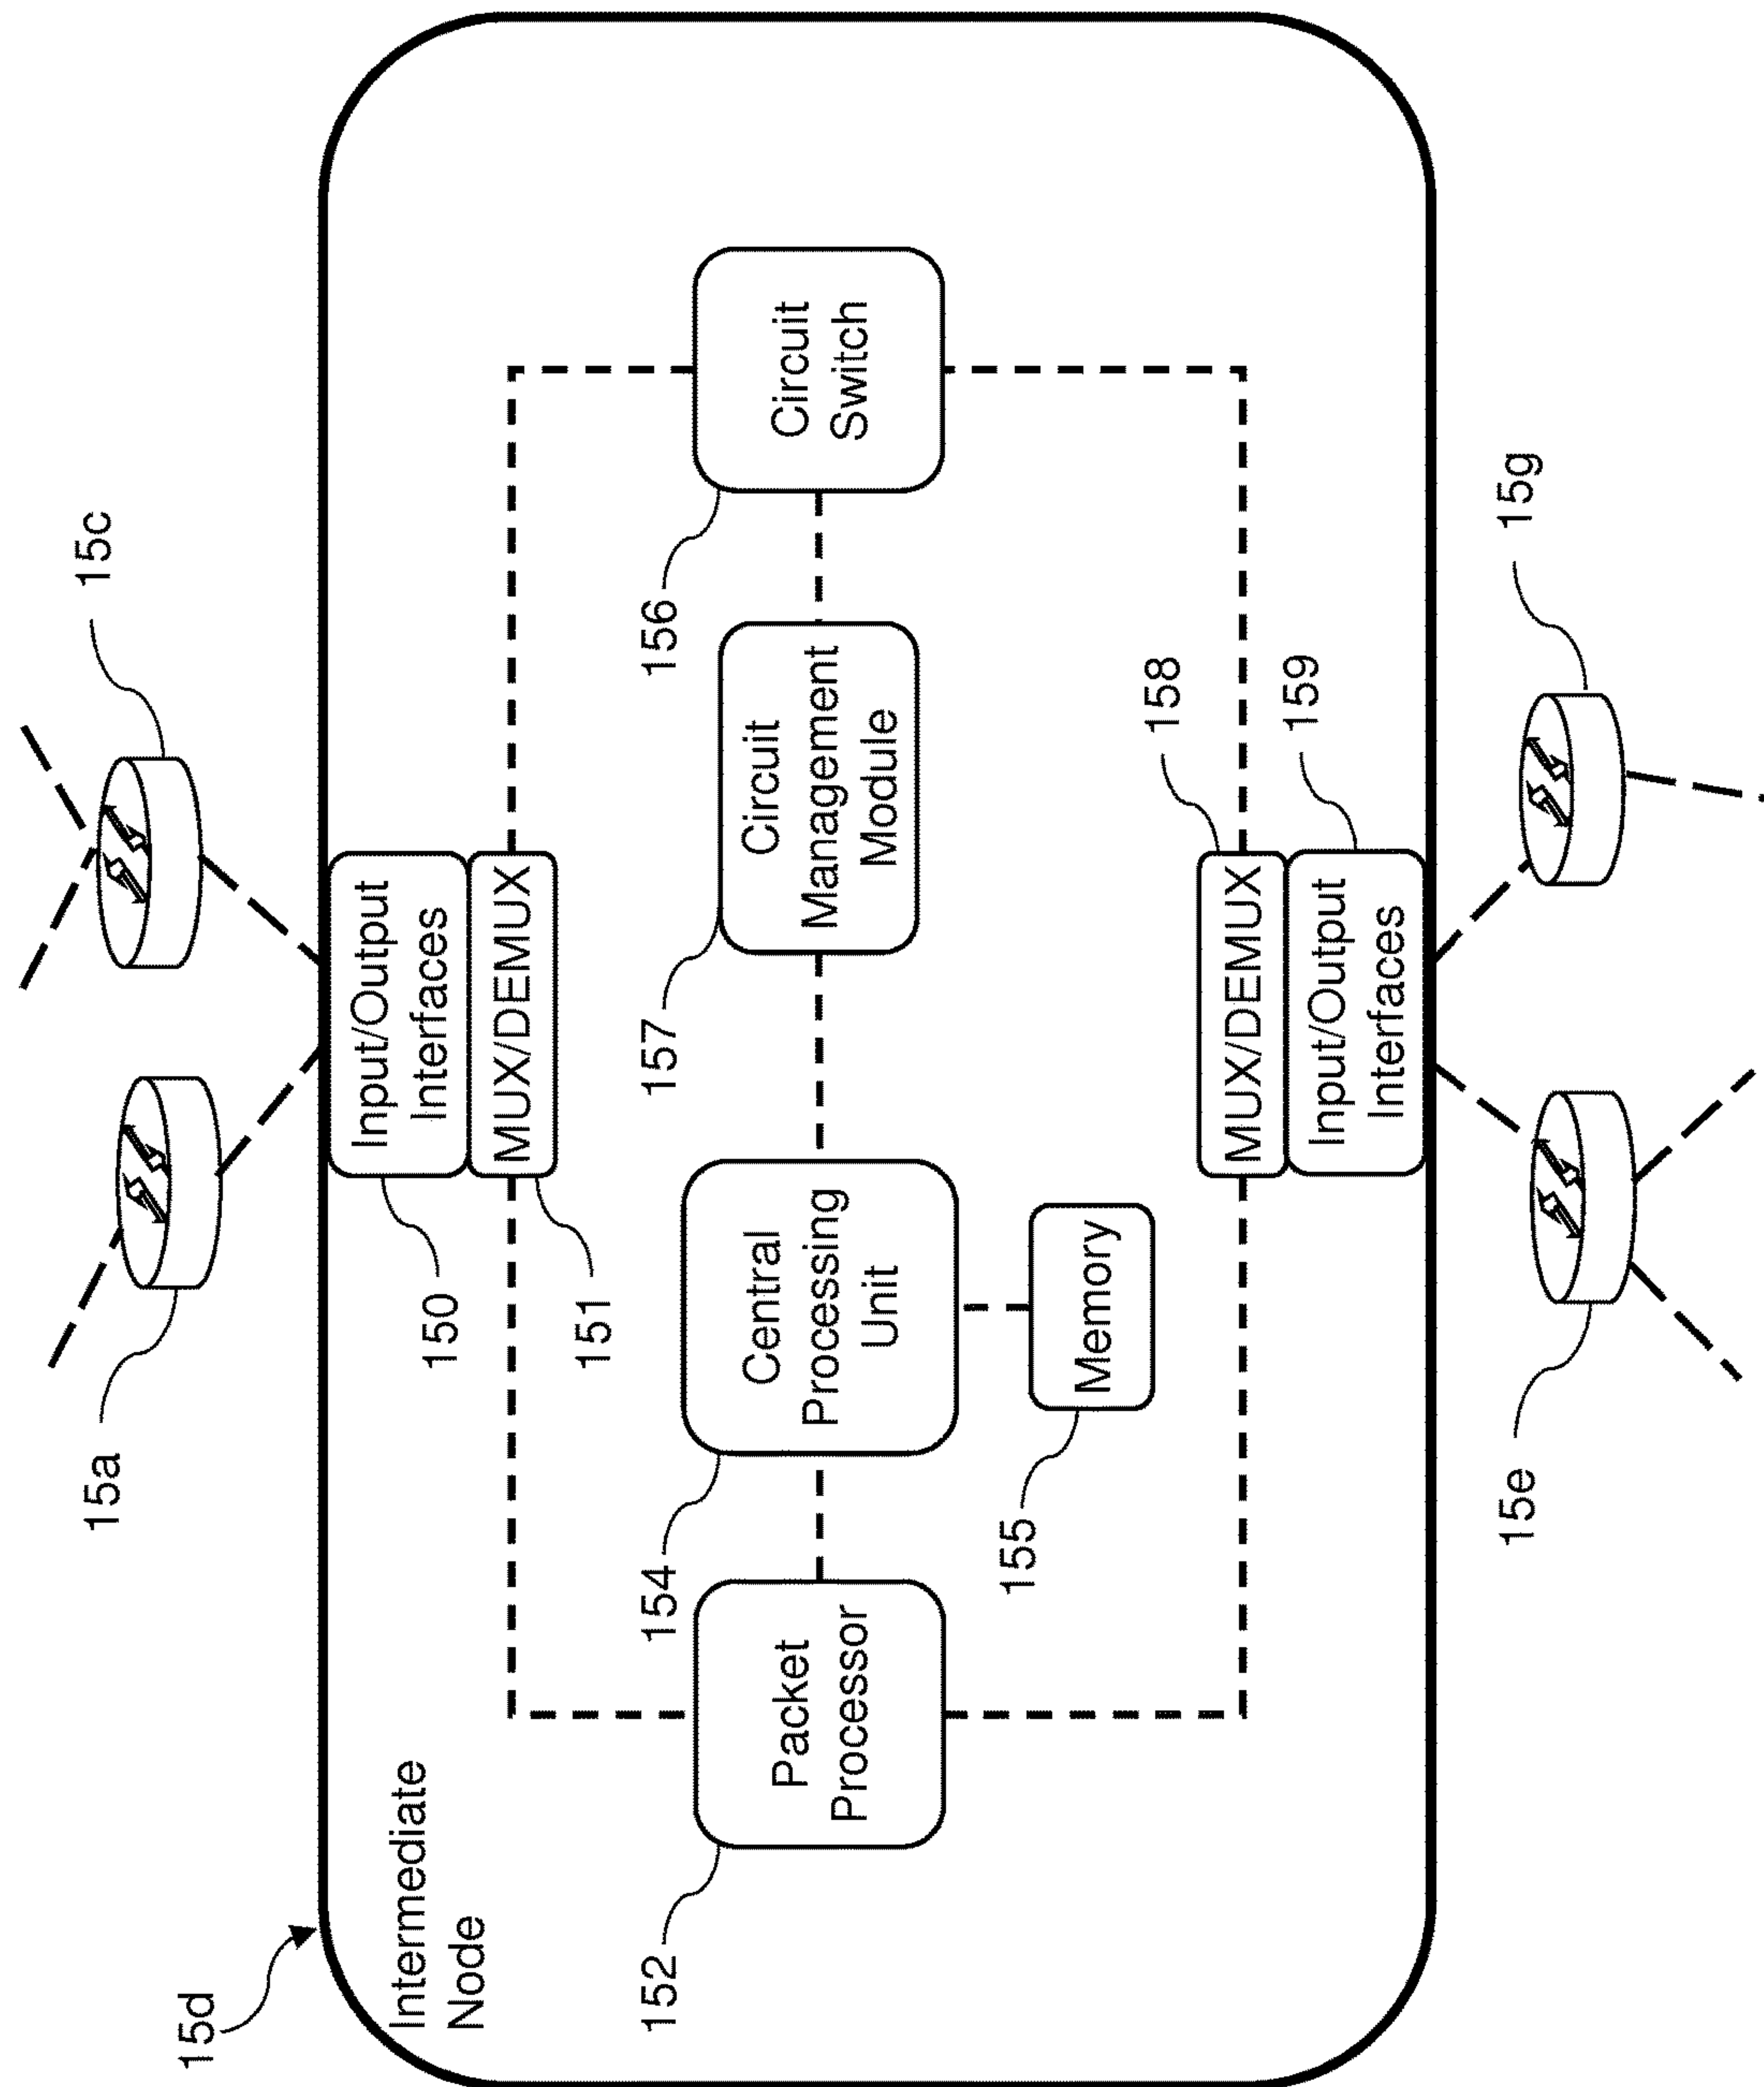 15a
15c
15d
Intermediate
Node
Input/Output
Interfaces
150
MUX/DEMUX
151
152
Packet
Processor
154
Central
Processing
Unit
155
Memory
157
Circuit
Management
Module
156
Circuit
Switch
MUX/DEMUX
158
Input/Output
Interfaces
159
15e
15g